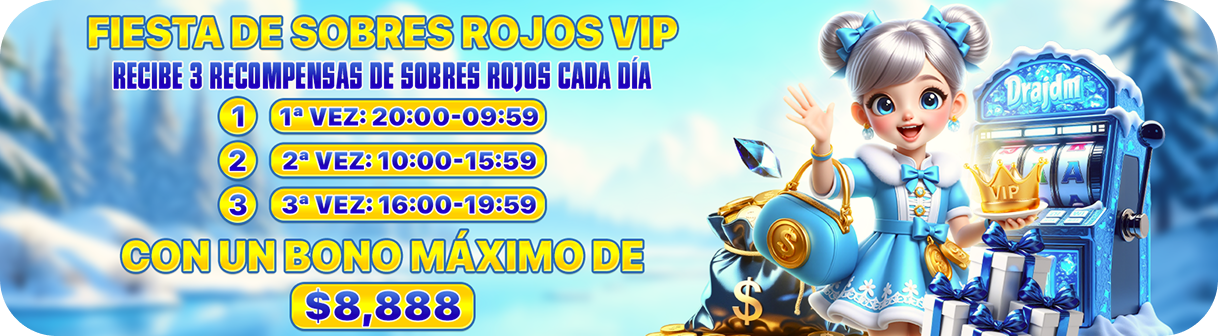 FIESTA DE SOBRES ROJOS VIP
RECIBE 3 RECOMPENSAS DE SOBRES ROJOS CADA DÍA
1 1ª VEZ: 20:00-09:59
2 2ª VEZ: 10:00-15:59
3 3ª VEZ: 16:00-19:59
CON UN BONO MÁXIMO DE
$8,888
Drajdm
VIP
A
$
$